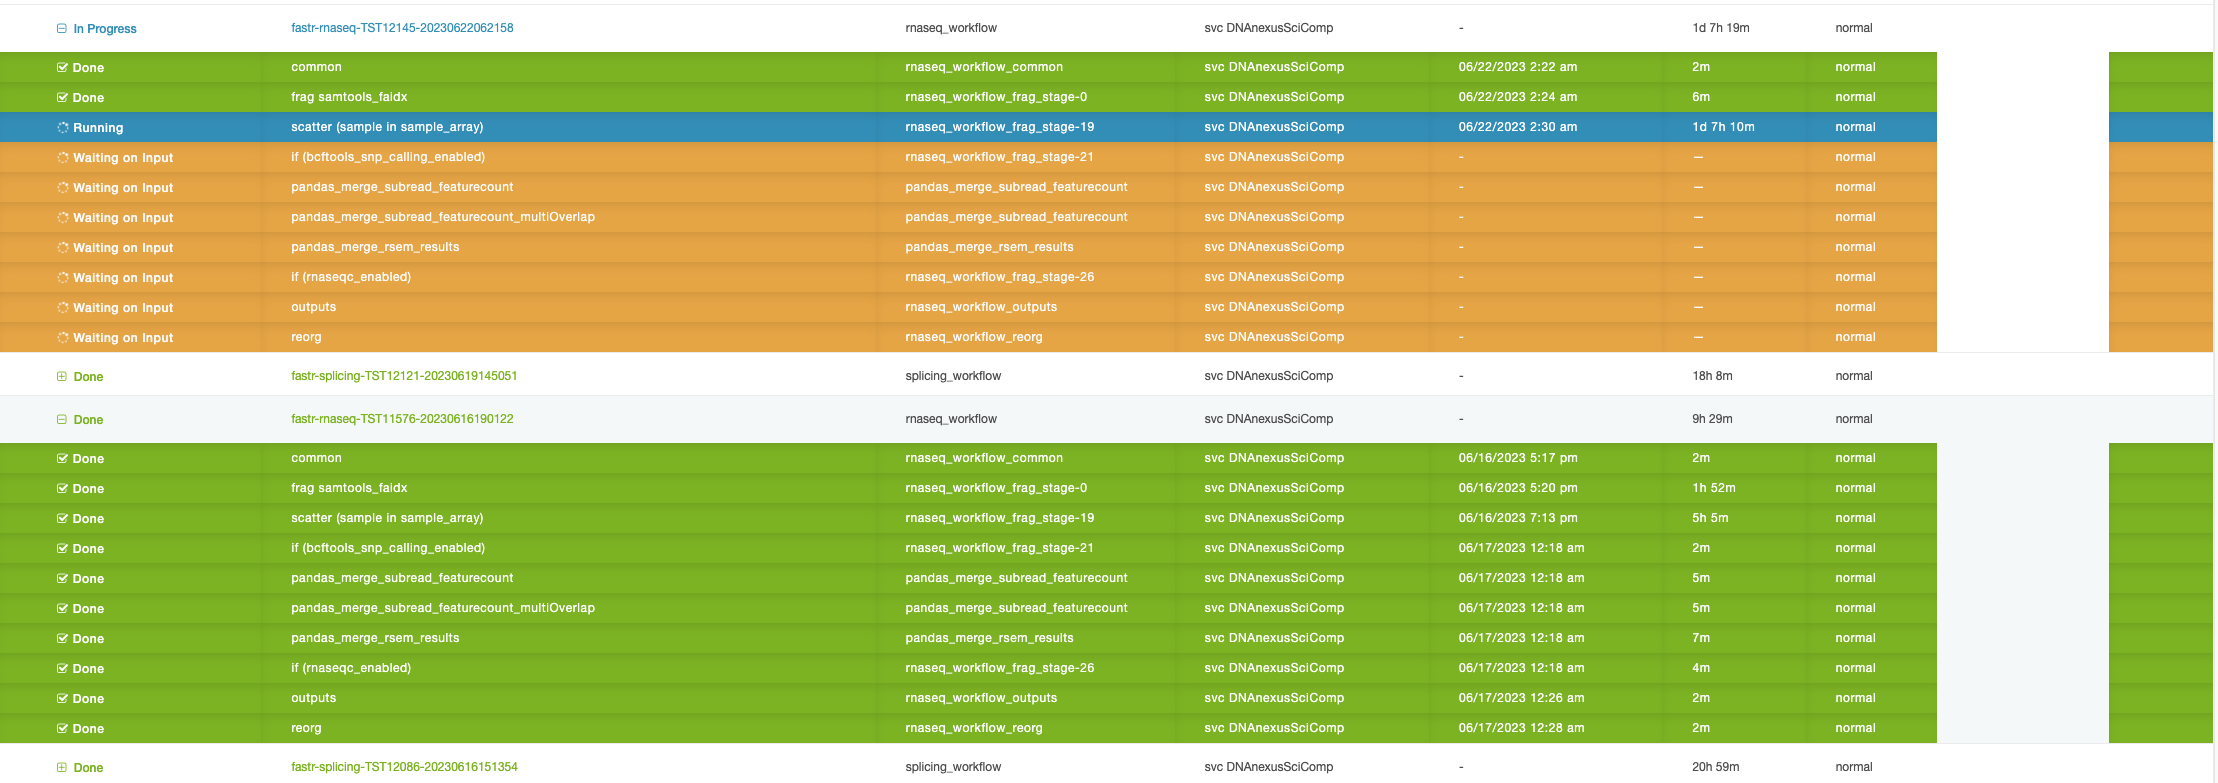 In Progress fastr-rnaseq-TST12145-20230622062158 rnaseq_workflow svc DNAnexusSciComp - 1d 7h 19m normal
Done common rnaseq_workflow_common svc DNAnexusSciComp 06/22/2023 2:22 am 2m normal
Done frag samtools_faidx rnaseq_workflow_frag_stage-0 svc DNAnexusSciComp 06/22/2023 2:24 am 6m normal
Running scatter (sample in sample_array) rnaseq_workflow_frag_stage-19 svc DNAnexusSciComp 06/22/2023 2:30 am 1d 7h 10m normal
Waiting on Input if (bcftools_snp_calling_enabled) rnaseq_workflow_frag_stage-21 svc DNAnexusSciComp - — normal
Waiting on Input pandas_merge_subread_featurecount pandas_merge_subread_featurecount svc DNAnexusSciComp - — normal
Waiting on Input pandas_merge_subread_featurecount_multiOverlap pandas_merge_subread_featurecount svc DNAnexusSciComp - — normal
Waiting on Input pandas_merge_rsem_results pandas_merge_rsem_results svc DNAnexusSciComp - — normal
Waiting on Input if (rnaseqc_enabled) rnaseq_workflow_frag_stage-26 svc DNAnexusSciComp - — normal
Waiting on Input outputs rnaseq_workflow_outputs svc DNAnexusSciComp - — normal
Waiting on Input reorg rnaseq_workflow_reorg svc DNAnexusSciComp - — normal
Done fastr-splicing-TST12121-20230619145051 splicing_workflow svc DNAnexusSciComp - 18h 8m normal
Done fastr-rnaseq-TST11576-20230616190122 rnaseq_workflow svc DNAnexusSciComp - 9h 29m normal
Done common rnaseq_workflow_common svc DNAnexusSciComp 06/16/2023 5:17 pm 2m normal
Done frag samtools_faidx rnaseq_workflow_frag_stage-0 svc DNAnexusSciComp 06/16/2023 5:20 pm 1h 52m normal
Done scatter (sample in sample_array) rnaseq_workflow_frag_stage-19 svc DNAnexusSciComp 06/16/2023 7:13 pm 5h 5m normal
Done if (bcftools_snp_calling_enabled) rnaseq_workflow_frag_stage-21 svc DNAnexusSciComp 06/17/2023 12:18 am 2m normal
Done pandas_merge_subread_featurecount pandas_merge_subread_featurecount svc DNAnexusSciComp 06/17/2023 12:18 am 5m normal
Done pandas_merge_subread_featurecount_multiOverlap pandas_merge_subread_featurecount svc DNAnexusSciComp 06/17/2023 12:18 am 5m normal
Done pandas_merge_rsem_results pandas_merge_rsem_results svc DNAnexusSciComp 06/17/2023 12:18 am 7m normal
Done if (rnaseqc_enabled) rnaseq_workflow_frag_stage-26 svc DNAnexusSciComp 06/17/2023 12:18 am 4m normal
Done outputs rnaseq_workflow_outputs svc DNAnexusSciComp 06/17/2023 12:26 am 2m normal
Done reorg rnaseq_workflow_reorg svc DNAnexusSciComp 06/17/2023 12:28 am 2m normal
Done fastr-splicing-TST12086-20230616151354 splicing_workflow svc DNAnexusSciComp - 20h 59m normal